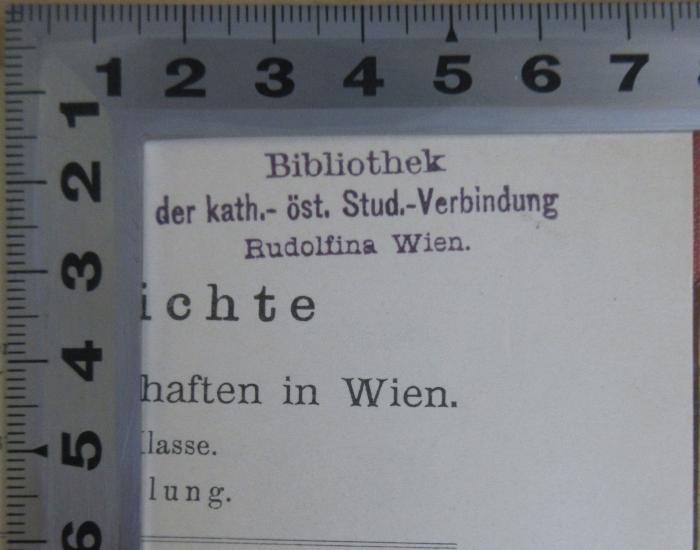 1 2 3 4 5 6 7
1
2
3
4
5
6
Bibliothek
der kath.- öst. Stud.-Verbindung
Rudolfina Wien.
ichte
haften in Wien.
lasse.
lung.